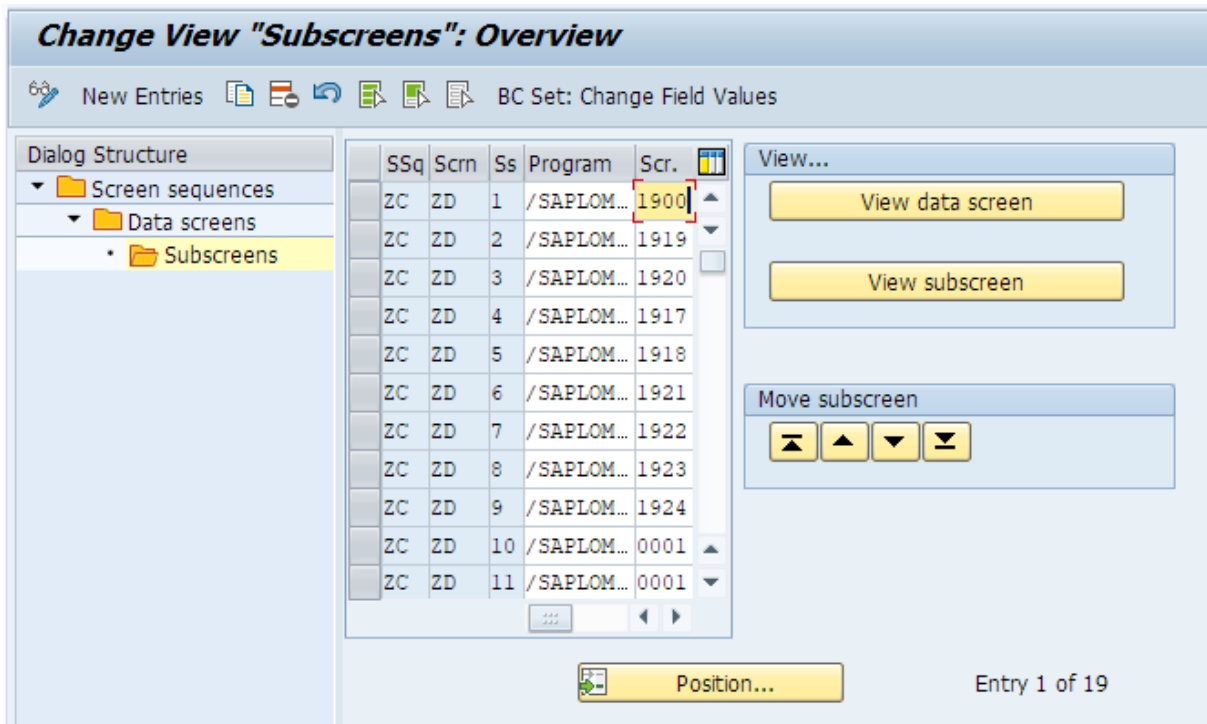 Change View "Subscreens": Overview
New Entries BC Set: Change Field Values
Dialog Structure
Screen sequences
Data screens
Subscreens
SSq Scrn Ss Program Scr.
ZC ZD 1 /SAPLOM… 1900
ZC ZD 2 /SAPLOM… 1919
ZC ZD 3 /SAPLOM… 1920
ZC ZD 4 /SAPLOM… 1917
ZC ZD 5 /SAPLOM… 1918
ZC ZD 6 /SAPLOM… 1921
ZC ZD 7 /SAPLOM… 1922
ZC ZD 8 /SAPLOM… 1923
ZC ZD 9 /SAPLOM… 1924
ZC ZD 10 /SAPLOM… 0001
ZC ZD 11 /SAPLOM… 0001
View...
View data screen
View subscreen
Move subscreen
Position...
Entry 1 of 19